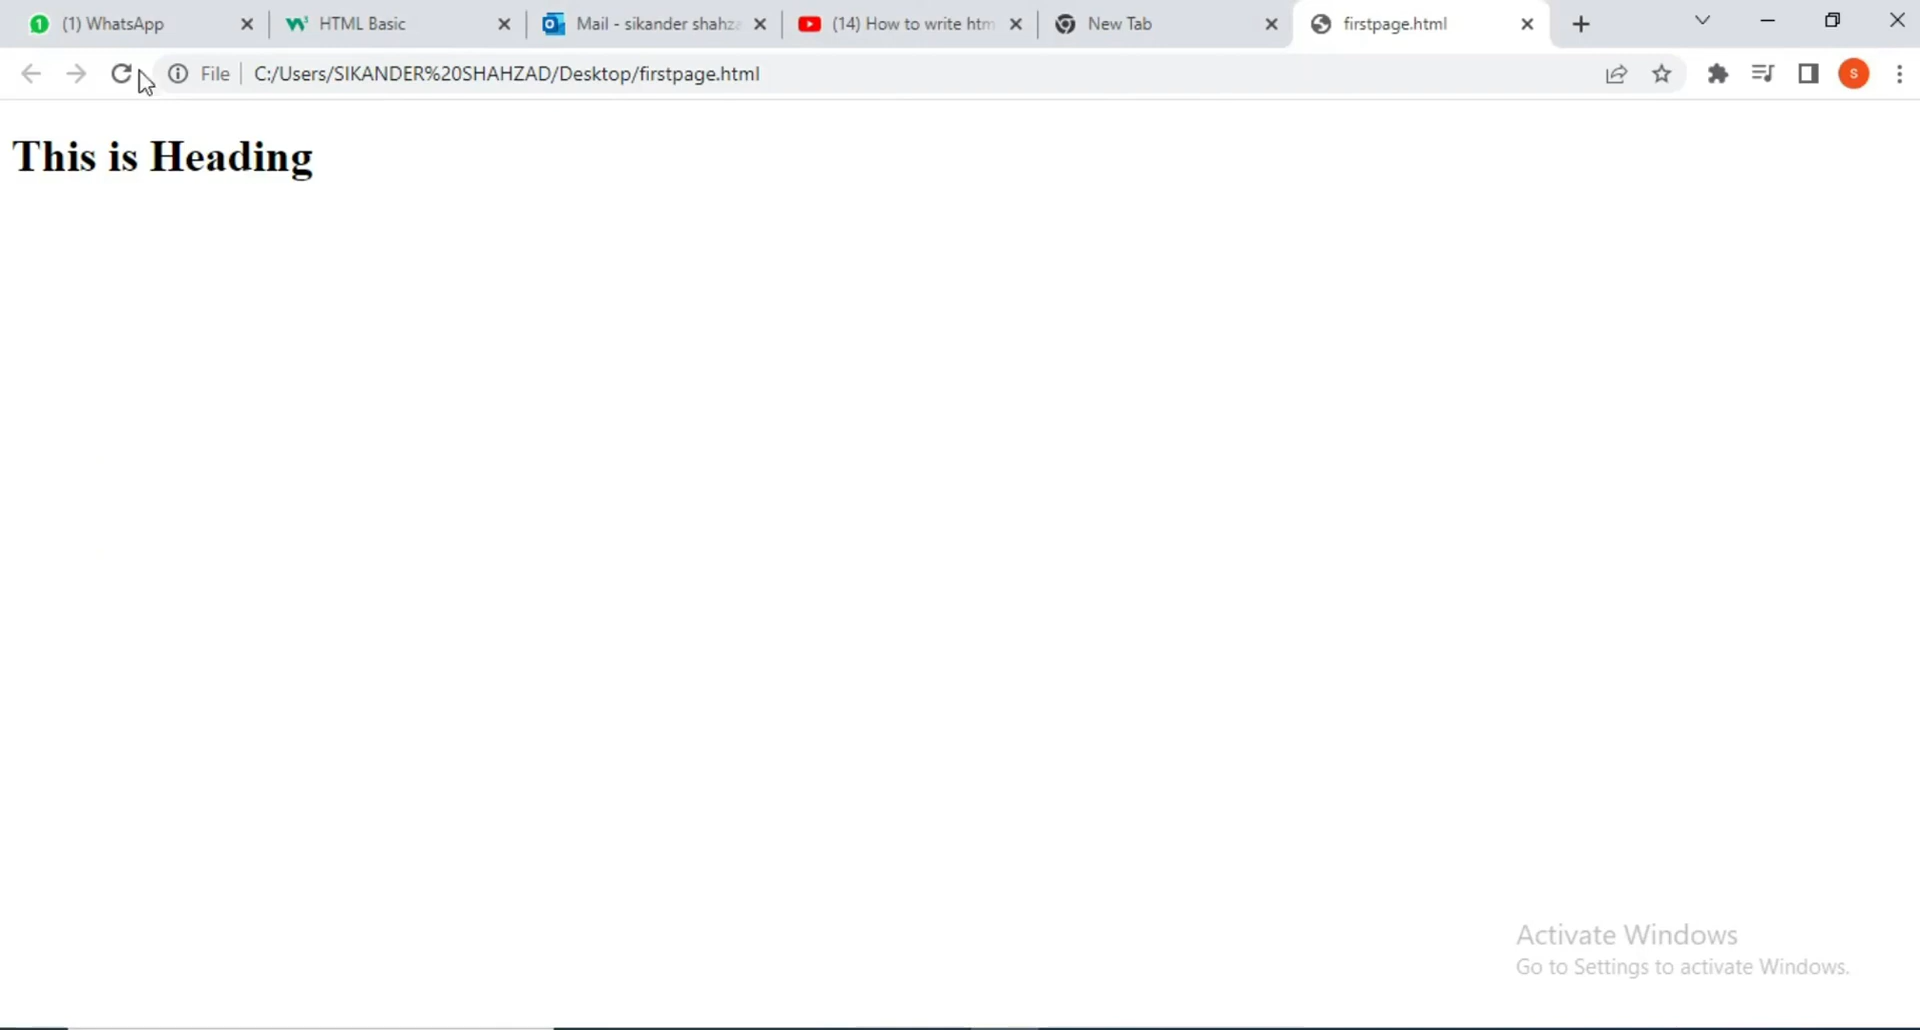 (1) WhatsApp
HTML Basic
Mail - sikander shahz
(14) How to write htm
New Tab
firstpage.html
File
C:/Users/SIKANDER%20SHAHZAD/Desktop/firstpage.html
s
This is Heading
Activate Windows
Go to Settings to activate Windows.